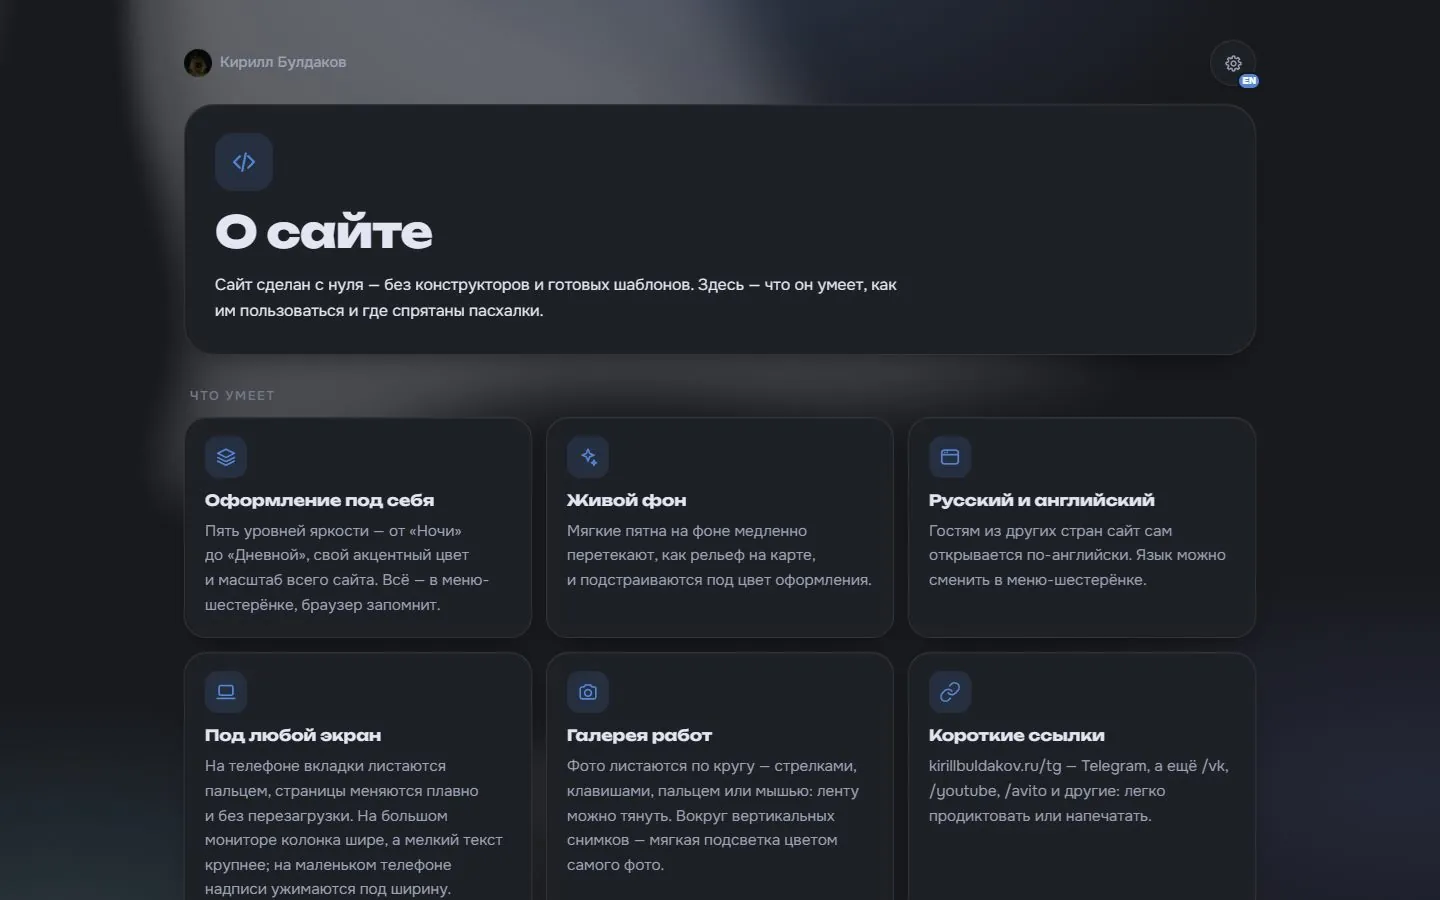 Кирилл Булдаков
EN
О сайте
Сайт сделан с нуля — без конструкторов и готовых шаблонов. Здесь — что он умеет, как
им пользоваться и где спрятаны пасхалки.
ЧТО УМЕЕТ
Оформление под себя
Пять уровней яркости — от «Ночи»
до «Дневной», свой акцентный цвет
и масштаб всего сайта. Всё — в меню-
шестерёнке, браузер запомнит.
Живой фон
Мягкие пятна на фоне медленно
перетекают, как рельеф на карте,
и подстраиваются под цвет оформления.
Русский и английский
Гостям из других стран сайт сам
открывается по-английски. Язык можно
сменить в меню-шестерёнке.
Под любой экран
На телефоне вкладки листаются
пальцем, страницы меняются плавно
и без перезагрузки. На большом
мониторе колонка шире, а мелкий текст
крупнее; на маленьком телефоне
надписи ужимаются под ширину.
Галерея работ
Фото листаются по кругу — стрелками,
клавишами, пальцем или мышью: ленту
можно тянуть. Вокруг вертикальных
снимков — мягкая подсветка цветом
самого фото.
Короткие ссылки
kirillbuldakov.ru/tg — Telegram, а ещё /vk,
/youtube, /avito и другие: легко
продиктовать или напечатать.